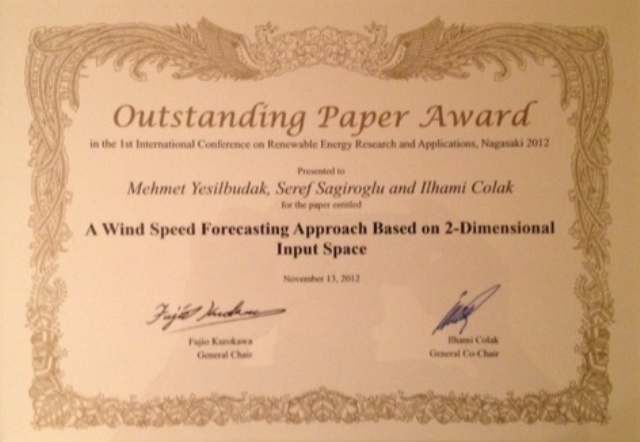 Outstanding Paper Award
in the 1st International Conference on Renewable Energy Research and Applications, Nagasaki 2012
Presented to
Mehmet Yesilbudak, Seref Sagiroglu and Ilhami Colak
for the paper entitled
A Wind Speed Forecasting Approach Based on 2-Dimensional
Input Space
November 13, 2012
Fujio Kurokawa
General Chair
Ilhami Colak
General Co-Chair